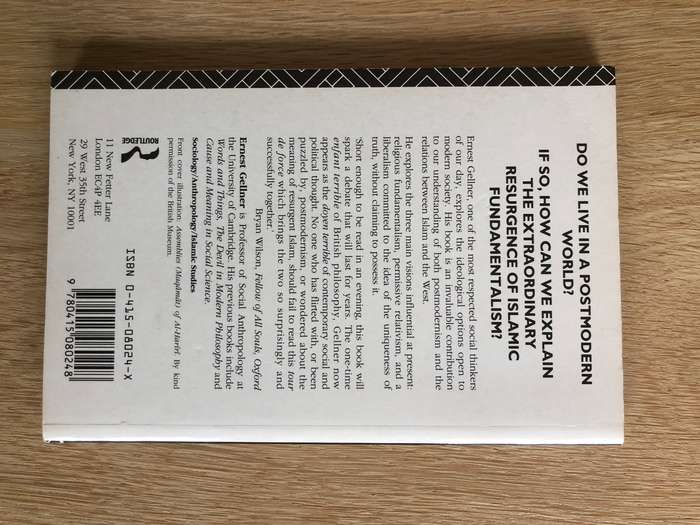 DO WE LIVE IN A POSTMODERN
WORLD?
IF SO, HOW CAN WE EXPLAIN
THE EXTRAORDINARY
RESURGENCE OF ISLAMIC
FUNDAMENTALISM?
Ernest Gellner, one of the most respected social thinkers
of our day, explores the ideological options open to
modern society. His book is an invaluable contribution
to our understanding of both postmodernism and the
relations between Islam and the West.
He explores the three main visions influential at present:
religious fundamentalism, permissive relativism, and a
liberalism committed to the idea of the uniqueness of
truth, without claiming to possess it.
'Short enough to be read in an evening, this book will
spark a debate that will last for years. The one-time
enfant terrible of British philosophy, Gellner now
appears as the doyen terrible of contemporary social and
political thought. No one who has flirted with, or been
puzzled by, postmodernism, or wondered about the
meaning of resurgent Islam, should fail to read this tour
de force which brings the two so surprisingly and
successfully together.'
Bryan Wilson, Fellow of All Souls, Oxford
Ernest Gellner is Professor of Social Anthropology at
the University of Cambridge. His previous books include
Words and Things, The Devil in Modern Philosophy and
Cause and Meaning in Social Science.
Sociology/Anthropology/Islamic Studies
Front cover illustration: Assemblies (Maqāmāt) of Al-Harīrī. By kind
permission of the British Museum.
ROUTLEDGE
11 New Fetter Lane
London EC4P 4EE
29 West 35th Street
New York, NY 10001
ISBN 0-415-08024-X
9 780415 080248